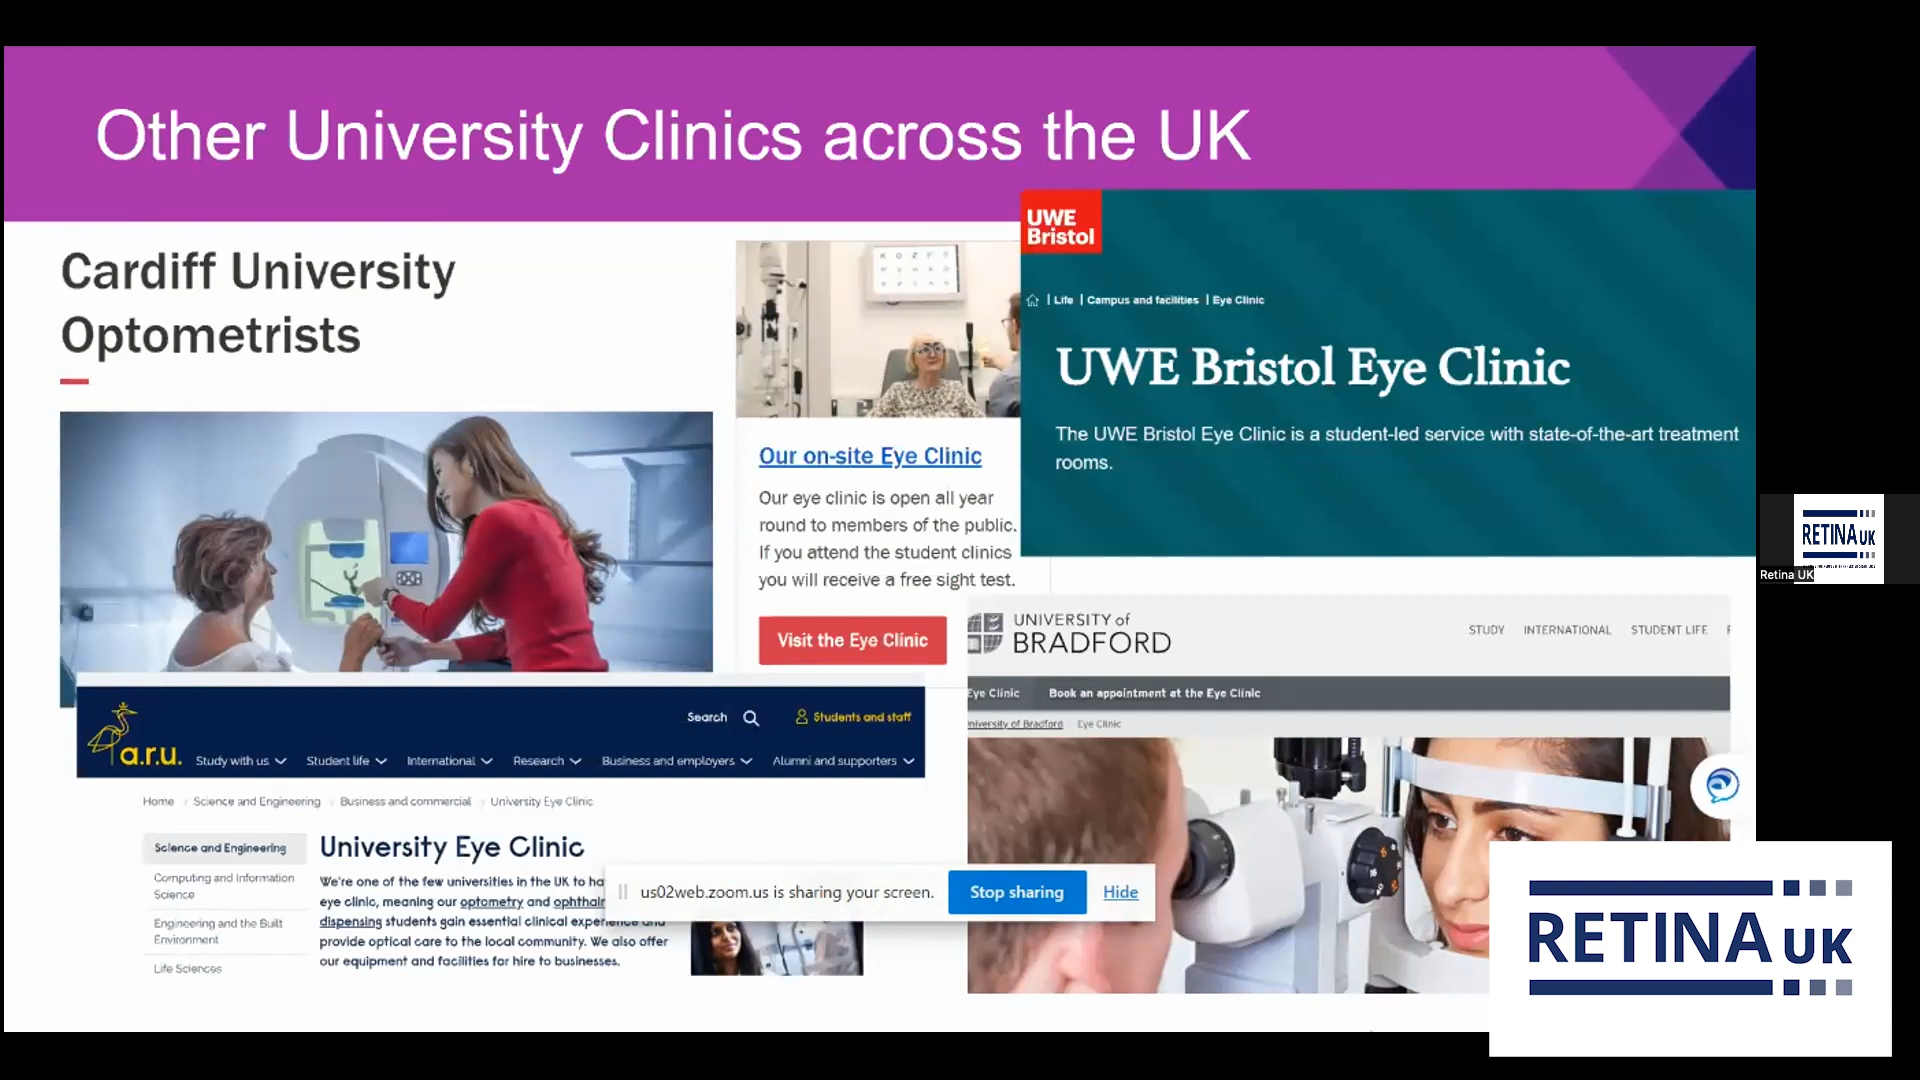 Other University Clinics across the UK
Cardiff University
Optometrists
Our on-site Eye Clinic
Our eye clinic is open all year
round to members of the public.
If you attend the student clinics
you will receive a free sight test.
Visit the Eye Clinic
UWE
Bristol
Life | Campus and facilities | Eye Clinic
UWE Bristol Eye Clinic
The UWE Bristol Eye Clinic is a student-led service with state-of-the-art treatment
rooms.
RETINA UK
Retina UK
UNIVERSITY of
BRADFORD
STUDY INTERNATIONAL STUDENT LIFE
Eye Clinic Book an appointment at the Eye Clinic
University of Bradford Eye Clinic
a.r.u.
Search Students and staff
Study with us Student life International Research Business and employers Alumni and supporters
Home Science and Engineering Business and commercial University Eye Clinic
Science and Engineering
Computing and Information
Science
Engineering and the Built
Environment
Life Sciences
University Eye Clinic
We're one of the few universities in the UK to ha
eye clinic, meaning our optometry and ophthalm
dispensing students gain essential clinical experience and
provide optical care to the local community. We also offer
our equipment and facilities for hire to businesses.
us02web.zoom.us is sharing your screen. Stop sharing Hide
RETINA UK